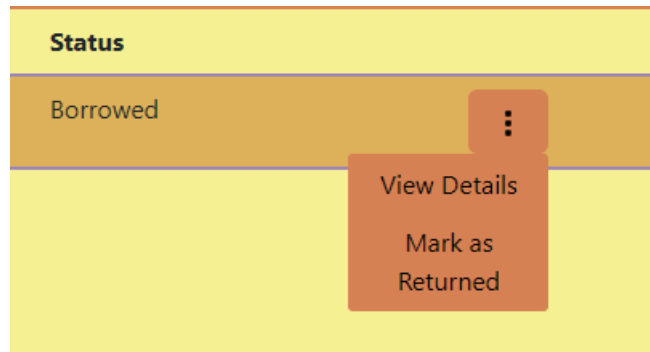 Status
Borrowed
View Details
Mark as
Returned